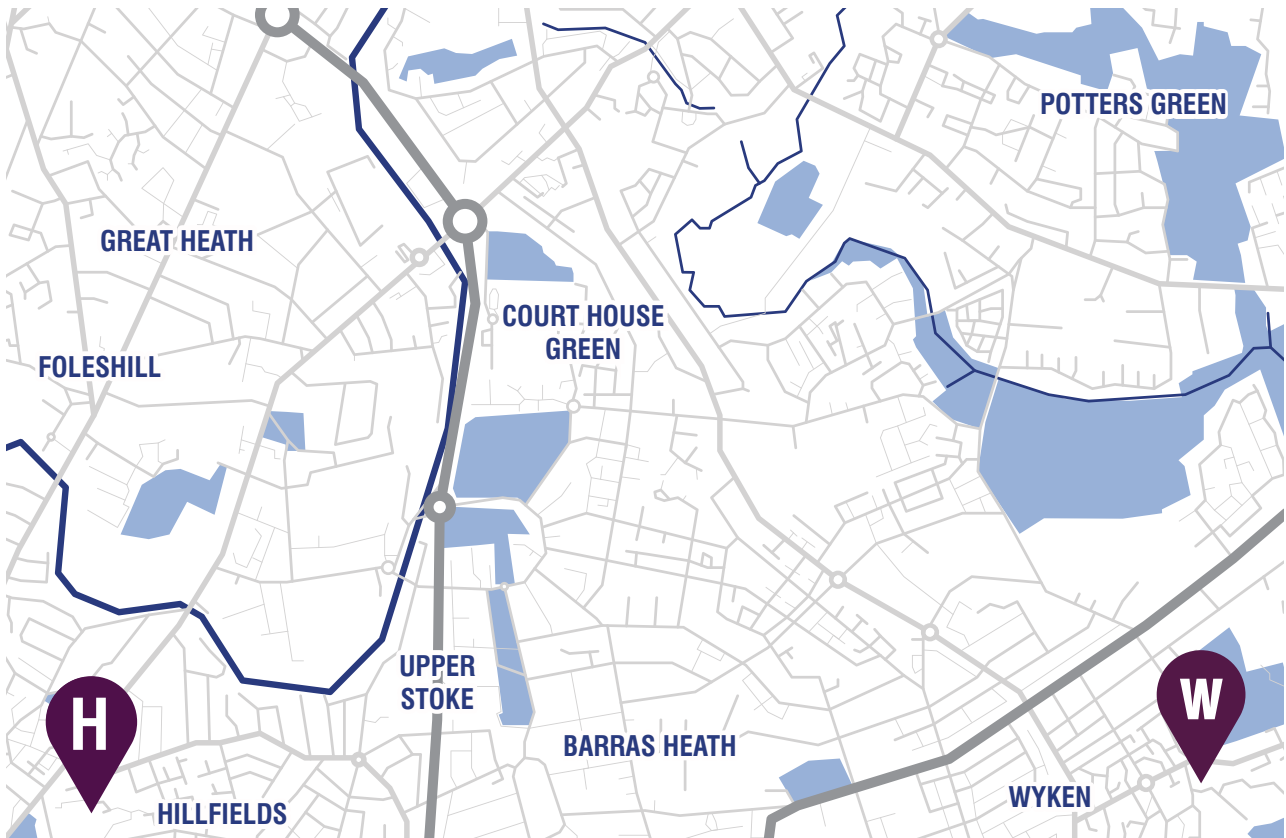 POTTERS GREEN
GREAT HEATH
COURT HOUSE
GREEN
FOLESHILL
UPPER
STOKE
H
W
BARRAS HEATH
WYKEN
HILLFIELDS